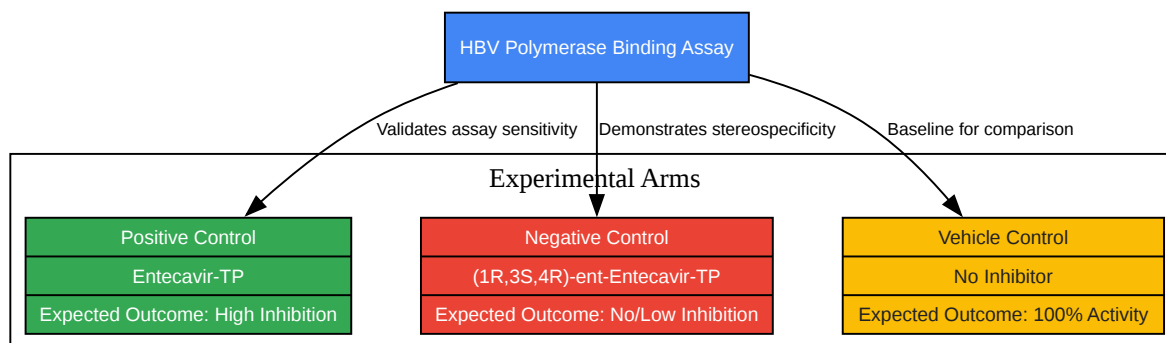 HBV Polymerase Binding Assay
Validates assay sensitivity
Demonstrates stereospecificity
Baseline for comparison
Experimental Arms
Positive Control
Entecavir-TP
Expected Outcome: High Inhibition
Negative Control
(1R,3S,4R)-ent-Entecavir-TP
Expected Outcome: No/Low Inhibition
Vehicle Control
No Inhibitor
Expected Outcome: 100% Activity